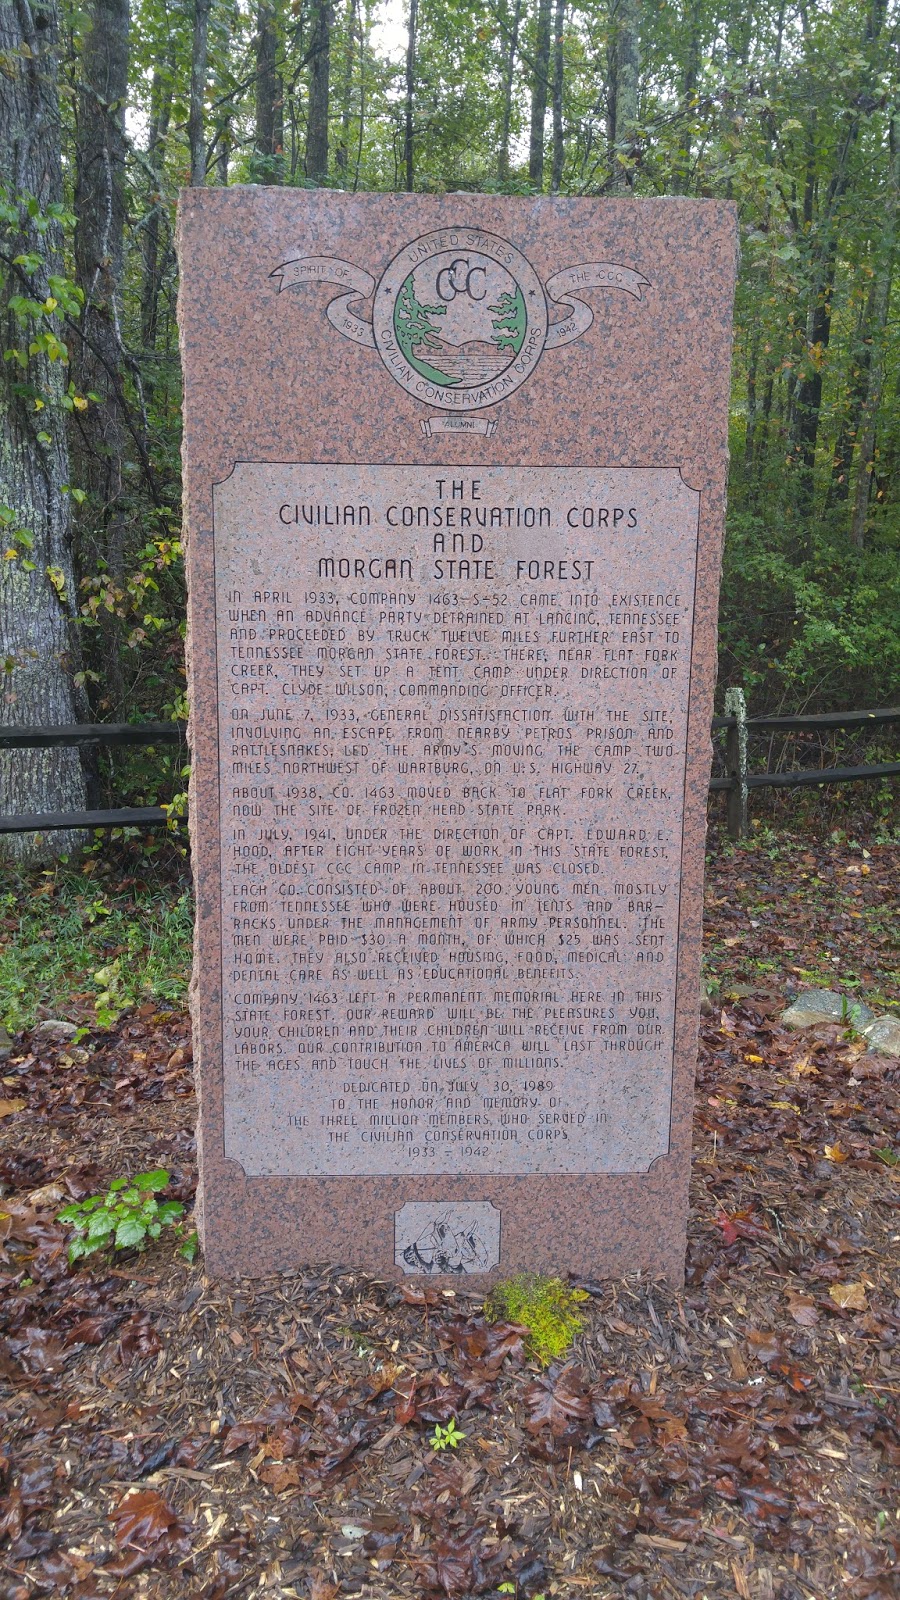 UNITED STATES
SPIRIT OF
THE CCC
CCC
1933
1942
CIVILIAN CONSERVATION CORPS
ALUMNI
THE
CIVILIAN CONSERVATION CORPS
AND
MORGAN STATE FOREST
IN APRIL 1933, COMPANY 1463-S-52 CAME INTO EXISTENCE
WHEN AN ADVANCE PARTY DETRAINED AT LANCING, TENNESSEE
AND PROCEEDED BY TRUCK TWELVE MILES FURTHER EAST TO
TENNESSEE MORGAN STATE FOREST. THERE, NEAR FLAT FORK
CREEK, THEY SET UP A TENT CAMP UNDER DIRECTION OF
CAPT. CLYDE WILSON, COMMANDING OFFICER.
ON JUNE 7, 1933, GENERAL DISSATISFACTION WITH THE SITE,
INVOLVING AN ESCAPE FROM NEARBY PETROS PRISON AND
RATTLESNAKES, LED THE ARMY'S MOVING THE CAMP TWO
MILES NORTHWEST OF WARTBURG, ON U.S. HIGHWAY 27.
ABOUT 1938, CO. 1463 MOVED BACK TO FLAT FORK CREEK,
NOW THE SITE OF FROZEN HEAD STATE PARK.
IN JULY, 1941, UNDER THE DIRECTION OF CAPT. EDWARD E.
HOOD, AFTER EIGHT YEARS OF WORK IN THIS STATE FOREST,
THE OLDEST CCC CAMP IN TENNESSEE WAS CLOSED.
EACH CO. CONSISTED OF ABOUT 200 YOUNG MEN, MOSTLY
FROM TENNESSEE WHO WERE HOUSED IN TENTS AND BAR-
RACKS UNDER THE MANAGEMENT OF ARMY PERSONNEL. THE
MEN WERE PAID $30 A MONTH, OF WHICH $25 WAS SENT
HOME. THEY ALSO RECEIVED HOUSING, FOOD, MEDICAL AND
DENTAL CARE AS WELL AS EDUCATIONAL BENEFITS.
COMPANY 1463 LEFT A PERMANENT MEMORIAL HERE IN THIS
STATE FOREST. OUR REWARD WILL BE THE PLEASURES YOU,
YOUR CHILDREN AND THEIR CHILDREN WILL RECEIVE FROM OUR
LABORS. OUR CONTRIBUTION TO AMERICA WILL LAST THROUGH
THE AGES AND TOUCH THE LIVES OF MILLIONS.
DEDICATED ON JULY 30, 1989
TO THE HONOR AND MEMORY OF
THE THREE MILLION MEMBERS WHO SERVED IN
THE CIVILIAN CONSERVATION CORPS
1933 - 1942